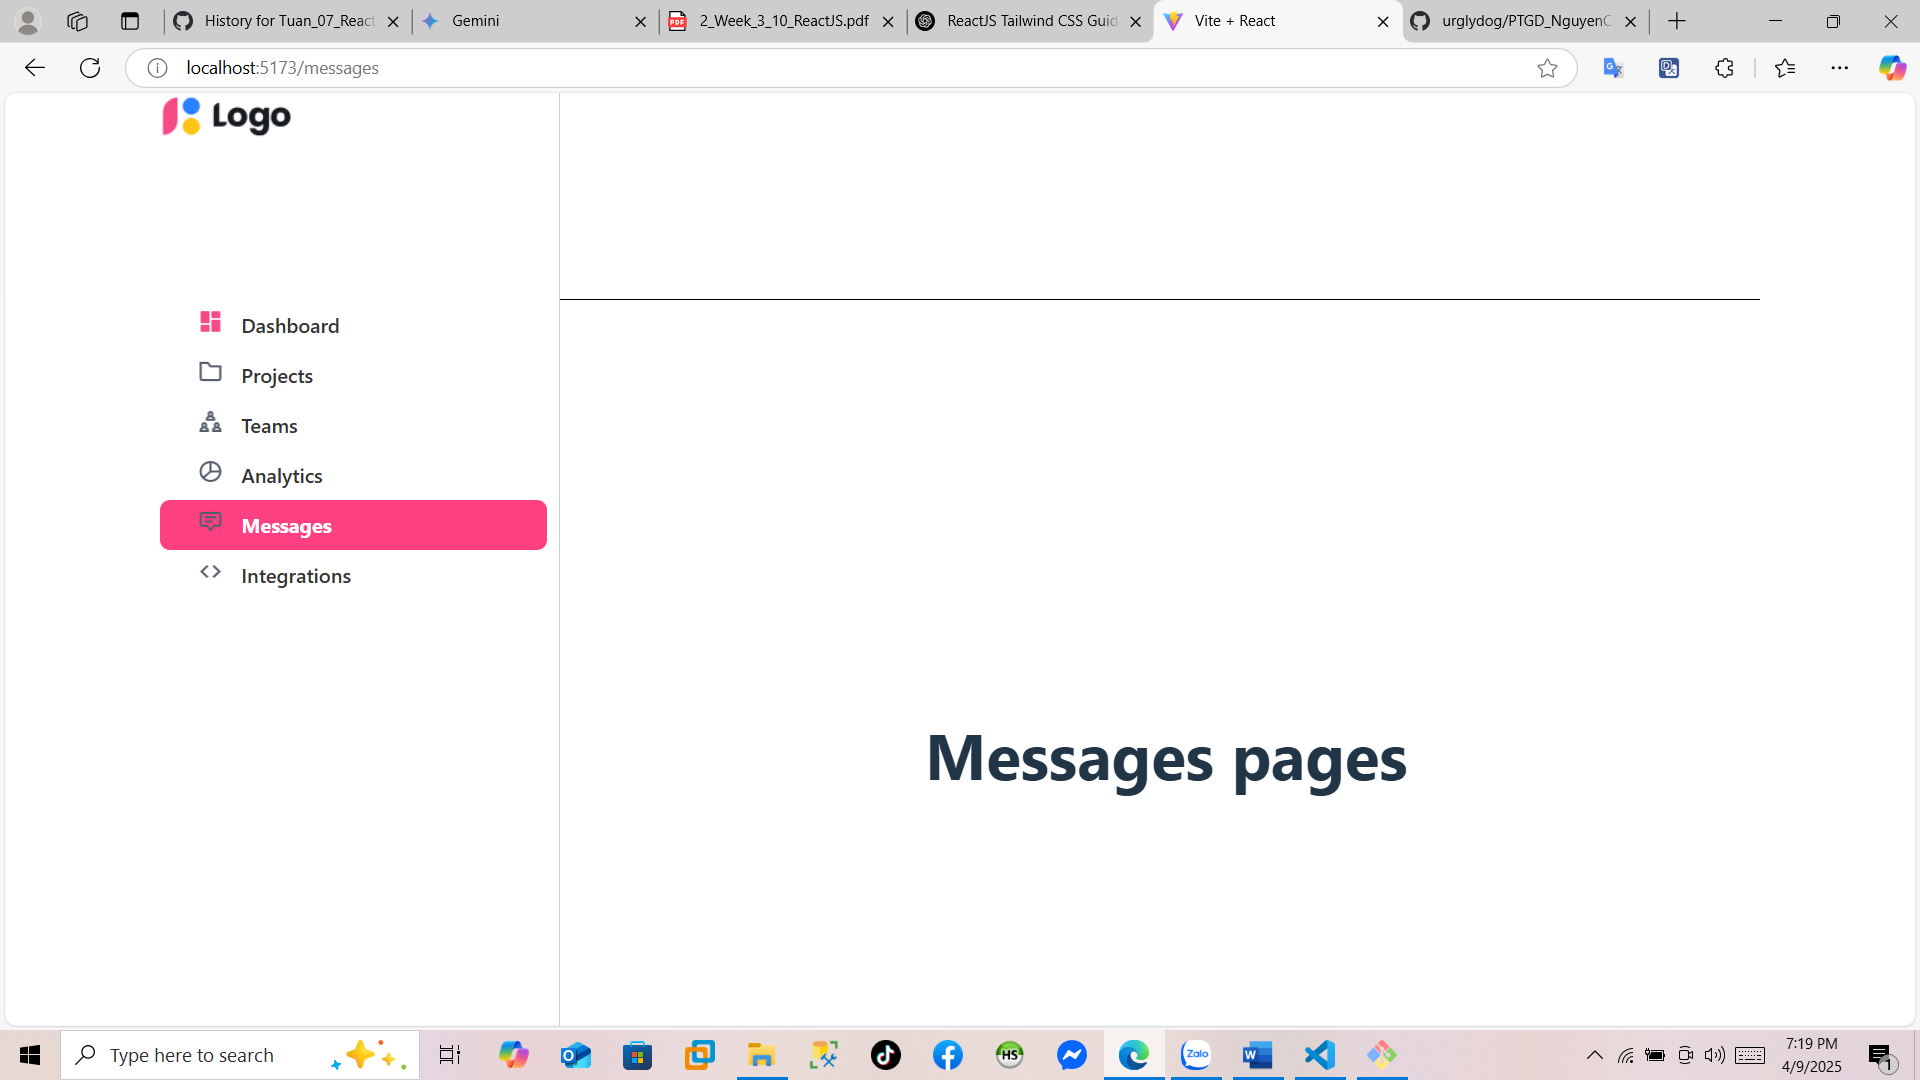 History for Tuan_07_React
Gemini
2_Week_3_10_ReactJS.pdf
ReactJS Tailwind CSS Guid
Vite + React
urglydog/PTGD_NguyenC
localhost:5173/messages
Logo
Dashboard
Projects
Teams
Analytics
Messages
Integrations
Messages pages
Type here to search
HS
Zalo
7:19 PM
4/9/2025
1